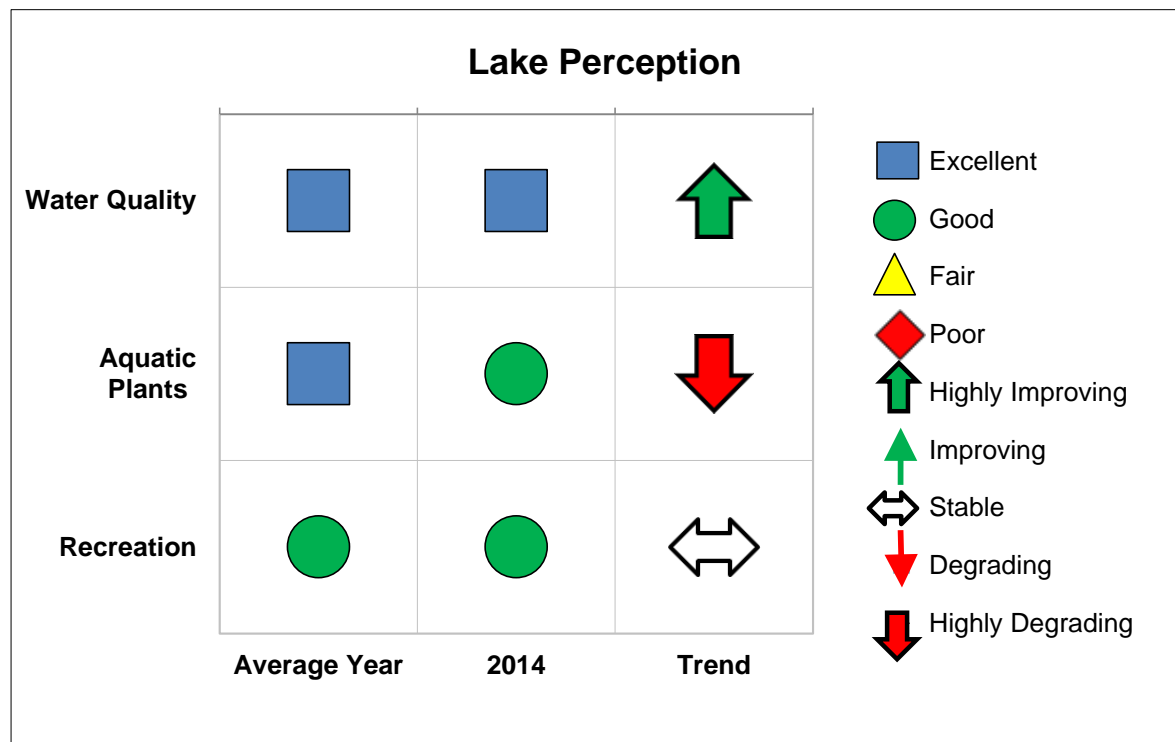 Lake Perception
Water Quality
Aquatic
Plants
Recreation
Average Year
2014
Trend
Excellent
Good
Fair
Poor
Highly Improving
Improving
Stable
Degrading
Highly Degrading